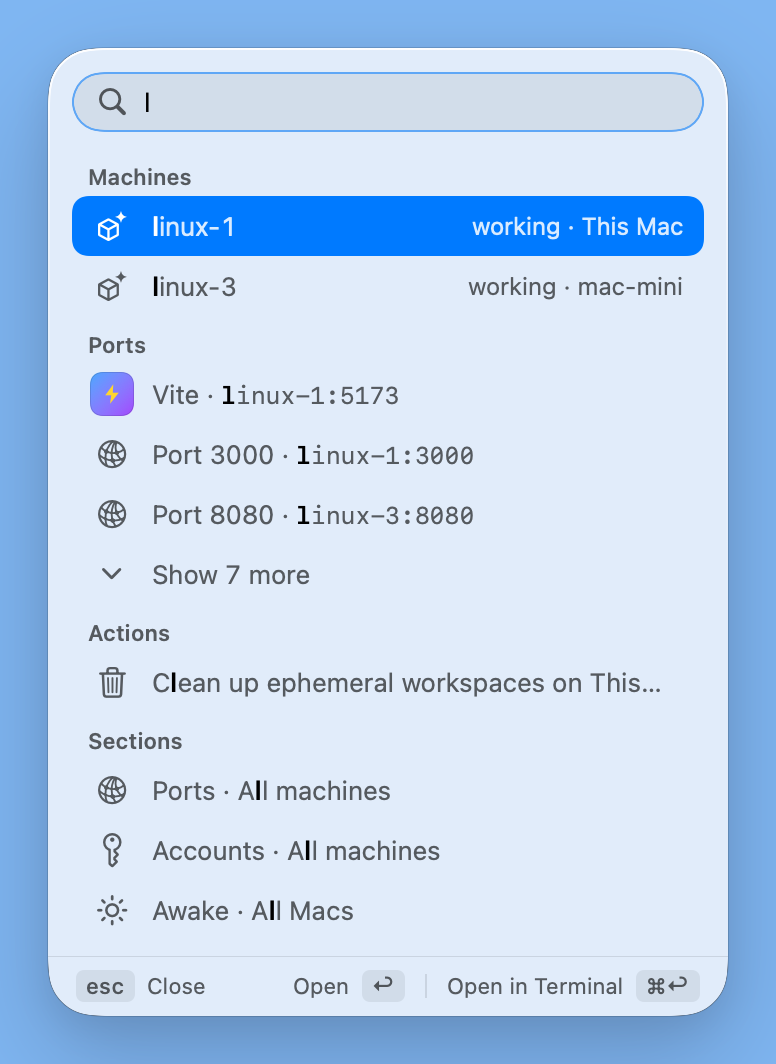 l
Machines
linux-1 working · This Mac
linux-3 working · mac-mini
Ports
Vite · linux-1:5173
Port 3000 · linux-1:3000
Port 8080 · linux-3:8080
Show 7 more
Actions
Clean up ephemeral workspaces on This...
Sections
Ports · All machines
Accounts · All machines
Awake · All Macs
esc Close Open ↩ Open in Terminal ⌘↩